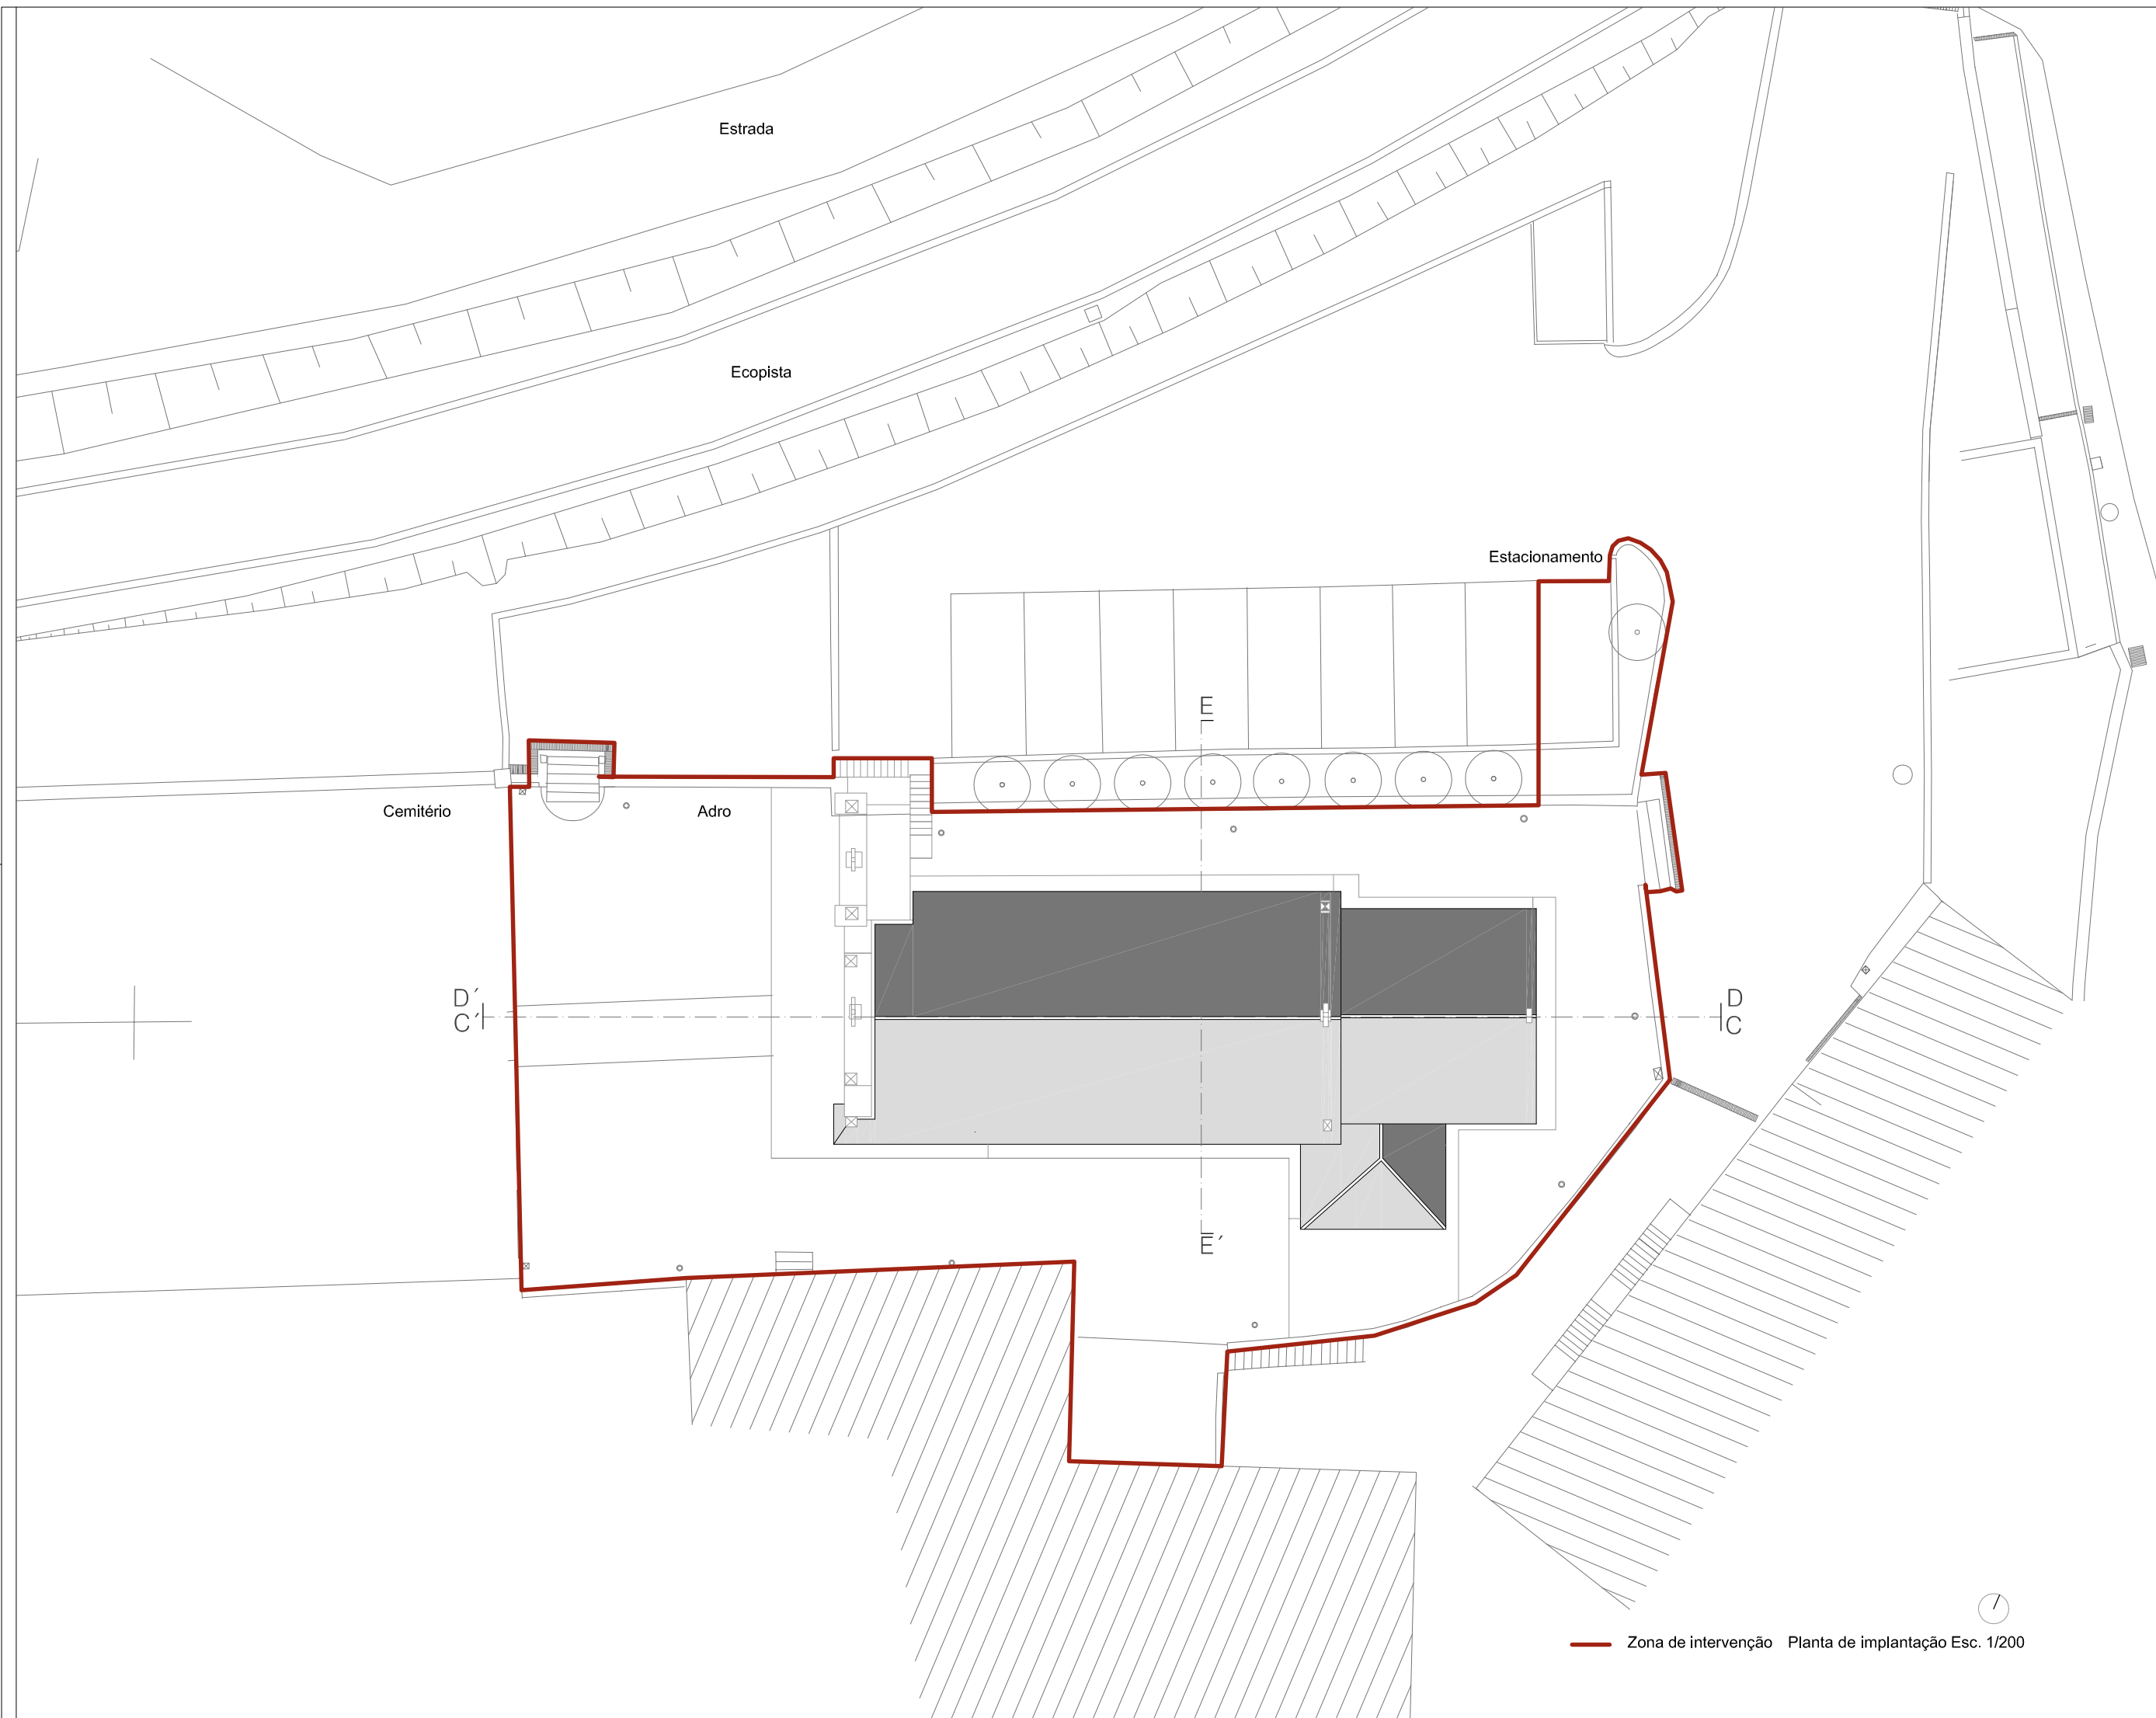 Estrada
Ecopista
Estacionamento
E
Cemitério
Adro
D´
C´
D
C
E´
Zona de intervenção Planta de implantação Esc. 1/200